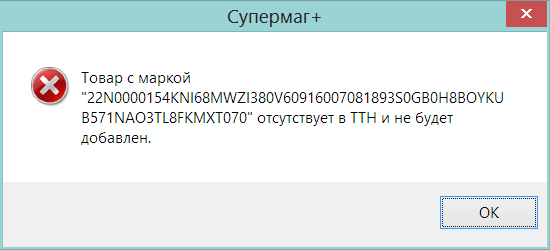 Супермаг+
Товар с маркой
"22N0000154KNI68MWZI380V60916007081893S0GB0H8BOYKU
B571NAO3TL8FKMXT070" отсутствует в ТТН и не будет
добавлен.
OK